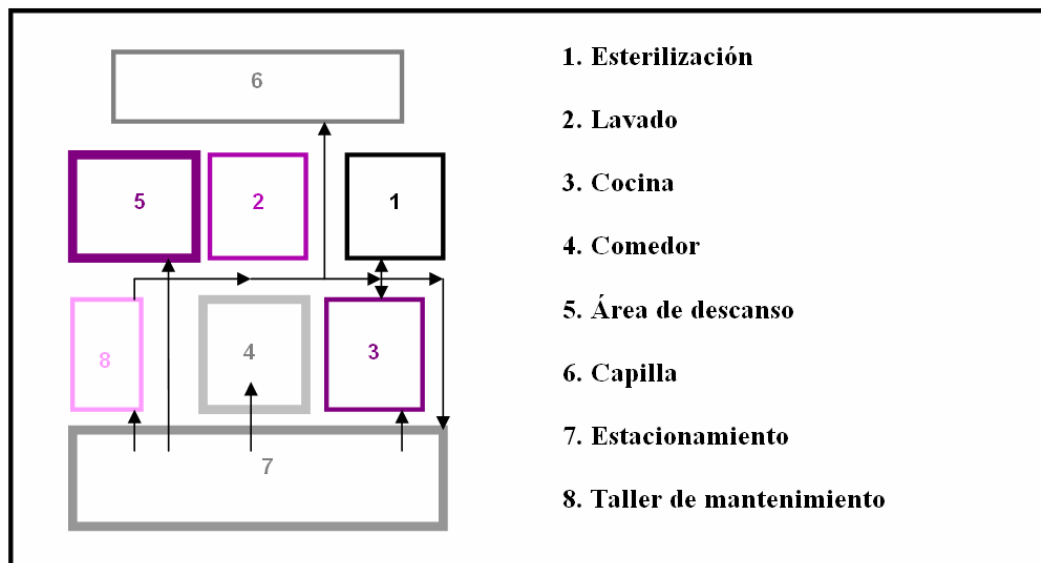 6
5
2
1
8
4
3
7
1. Esterilización
2. Lavado
3. Cocina
4. Comedor
5. Área de descanso
6. Capilla
7. Estacionamiento
8. Taller de mantenimiento